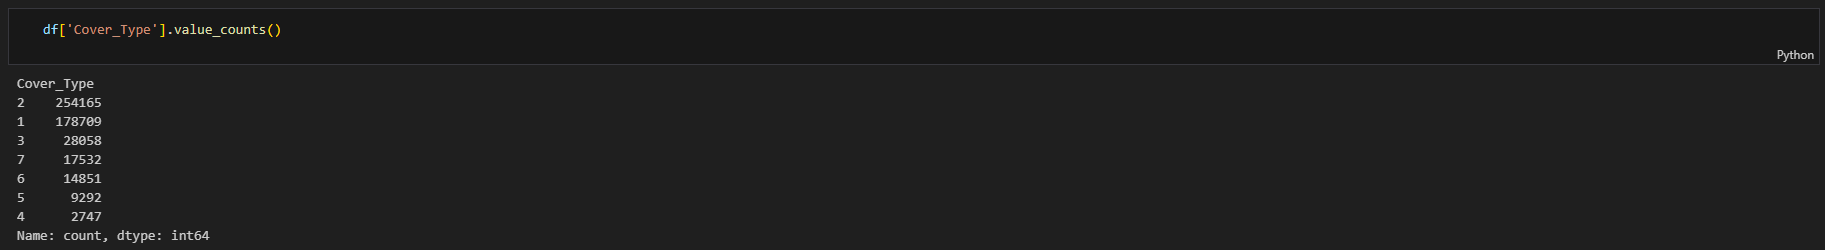 df['Cover_Type'].value_counts()
Python
Cover_Type
2    254165
1    178709
3     28058
7     17532
6     14851
5      9292
4      2747
Name: count, dtype: int64